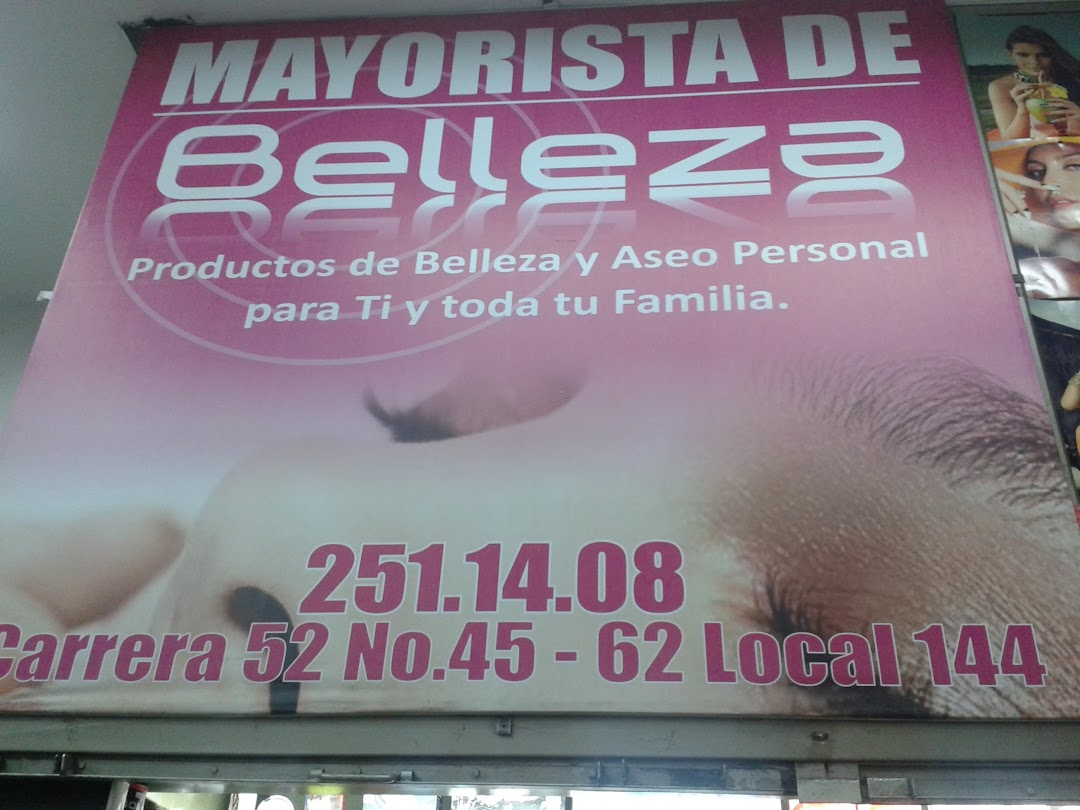 MAYORISTA DE
Belleza
Productos de Belleza y Aseo Personal
para Ti y toda tu Familia.
251.14.08
Carrera 52 No.45 - 62 Local 144